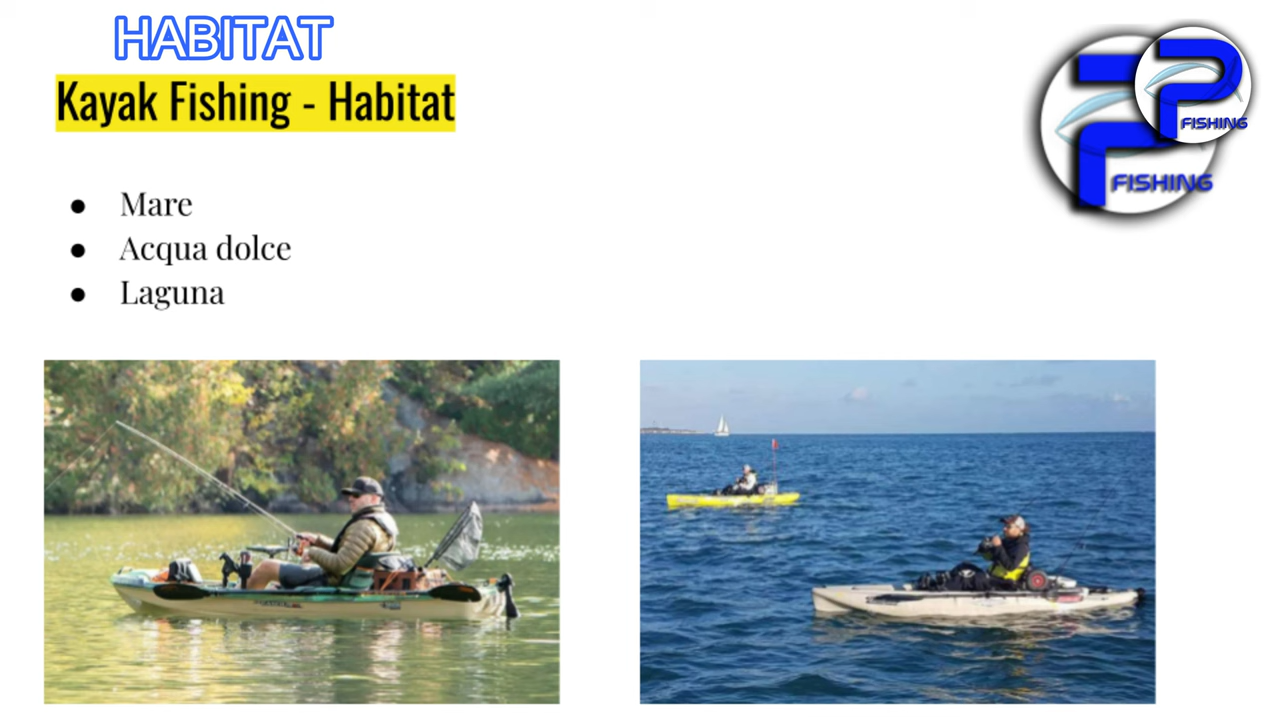 HABITAT
Kayak Fishing - Habitat
FISHING
FISHING
● Mare
● Acqua dolce
● Laguna